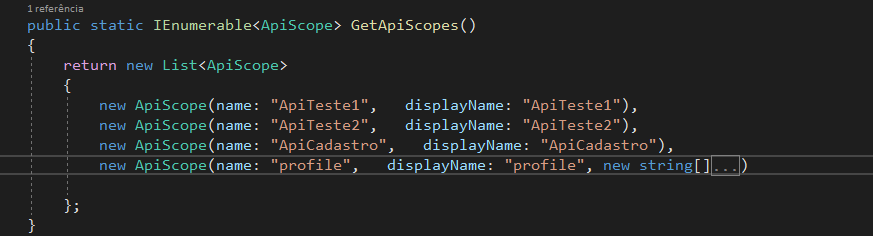 1 referência
public static IEnumerable<ApiScope> GetApiScopes()
{
return new List<ApiScope>
{
new ApiScope(name: "ApiTeste1", displayName: "ApiTeste1"),
new ApiScope(name: "ApiTeste2", displayName: "ApiTeste2"),
new ApiScope(name: "ApiCadastro", displayName: "ApiCadastro"),
new ApiScope(name: "profile", displayName: "profile", new string[]...)
};
}